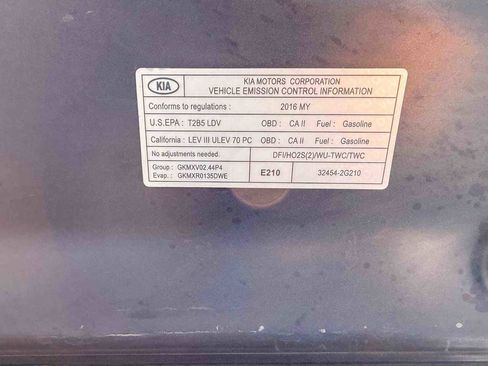 KIA
KIA MOTORS CORPORATION
VEHICLE EMISSION CONTROL INFORMATION
Conforms to regulations : 2016 MY
U.S.EPA : T2B5 LDV OBD : CA II Fuel : Gasoline
California : LEV III ULEV 70 PC OBD : CA II Fuel : Gasoline
No adjustments needed. DFI/HO2S(2)/WU-TWC/TWC
Group : GKMXV02.44P4
Evap. : GKMXR0135DWE
E210 32454-2G210